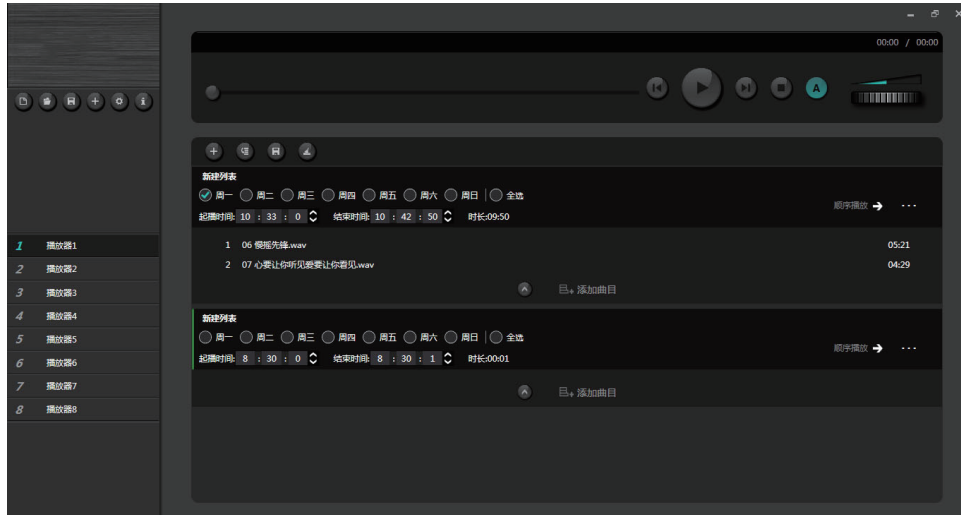 00:00 / 00:00
A
新建列表
周一 周二 周三 周四 周五 周六 周日 全选
起播时间: 10 : 33 : 0 结束时间: 10 : 42 : 50 时长:09:50
顺序播放
1 06 慢摇先锋.wav 05:21
2 07 心要让你听见爱要让你看见.wav 04:29
添加曲目
新建列表
周一 周二 周三 周四 周五 周六 周日 全选
起播时间: 8 : 30 : 0 结束时间: 8 : 30 : 1 时长:00:01
顺序播放
添加曲目
1 播放器1
2 播放器2
3 播放器3
4 播放器4
5 播放器5
6 播放器6
7 播放器7
8 播放器8